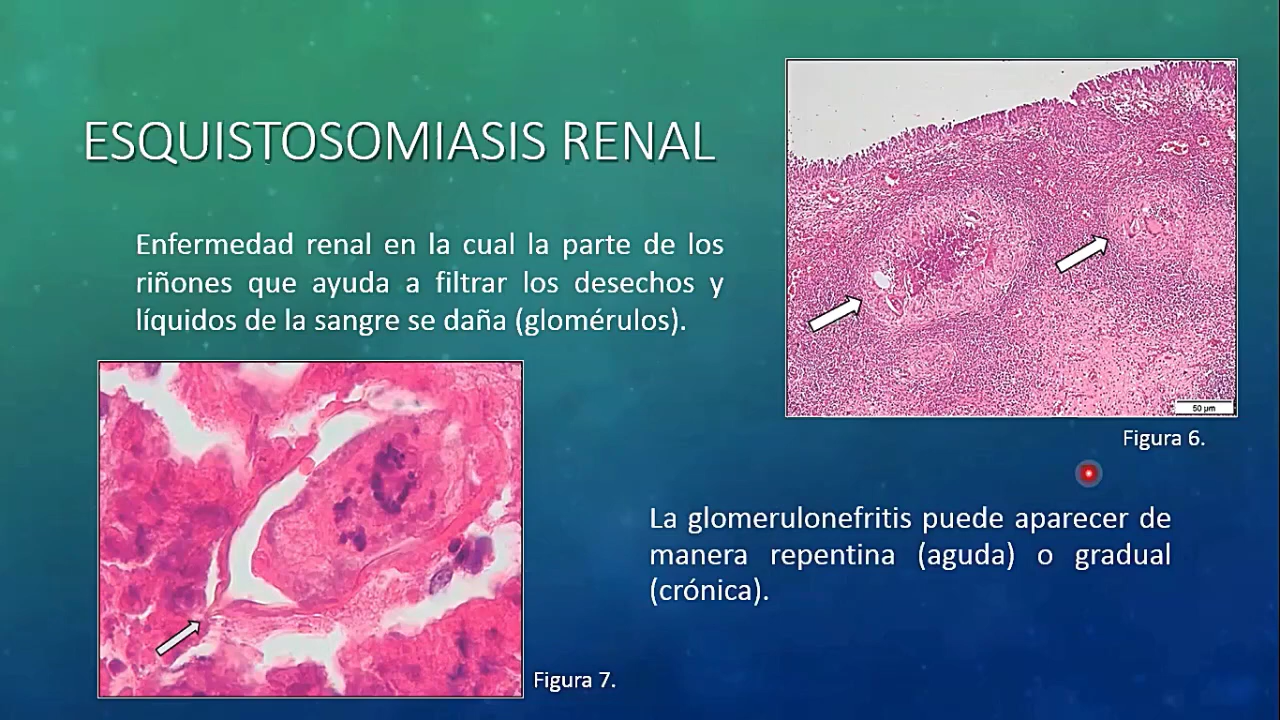 ESQUISTOSOMIASIS RENAL
Enfermedad renal en la cual la parte de los
riñones que ayuda a filtrar los desechos y
líquidos de la sangre se daña (glomérulos).
50 µm
Figura 6.
La glomerulonefritis puede aparecer de
manera repentina (aguda) o gradual
(crónica).
Figura 7.